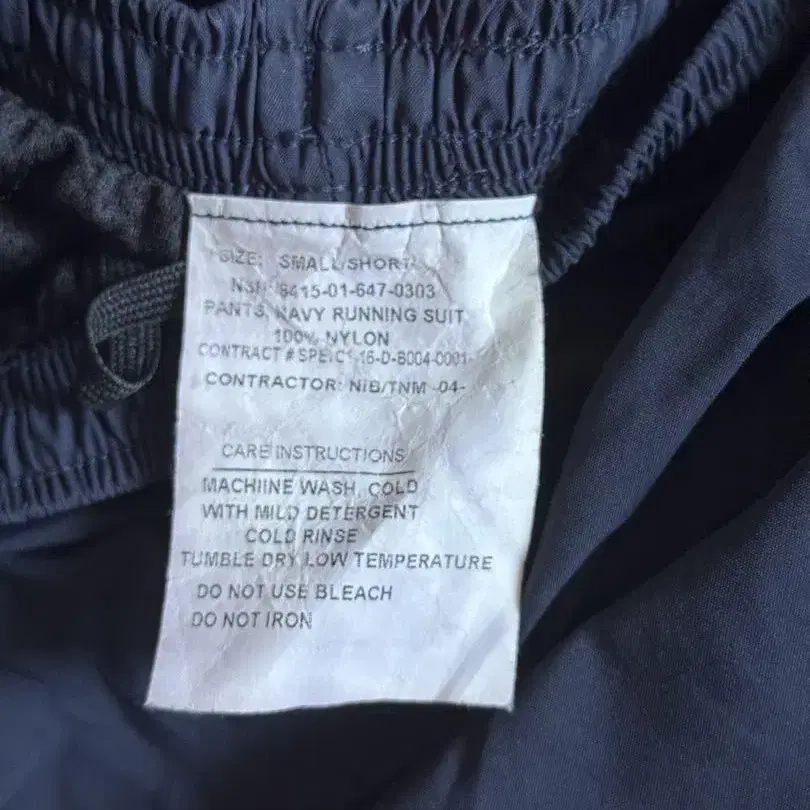 SIZE: SMALL/SHORT
NSN 8415-01-647-0303
PANTS, NAVY RUNNING SUIT
100% NYLON
CONTRACT # SPE1C1-16-D-B004-0001-
CONTRACTOR: NIB/TNM -04-
CARE INSTRUCTIONS
MACHIINE WASH COLD
WITH MILD DETERGENT
COLD RINSE
TUMBLE DRY LOW TEMPERATURE
DO NOT USE BLEACH
DO NOT IRON